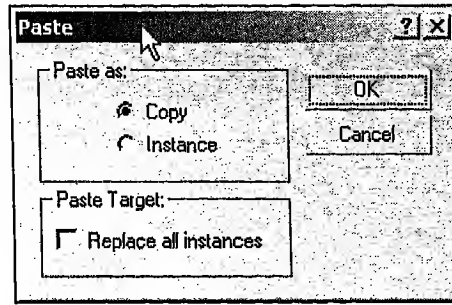 Paste
Paste as:
Copy
Instance
OK
Cancel
Paste Target:
Replace all instances